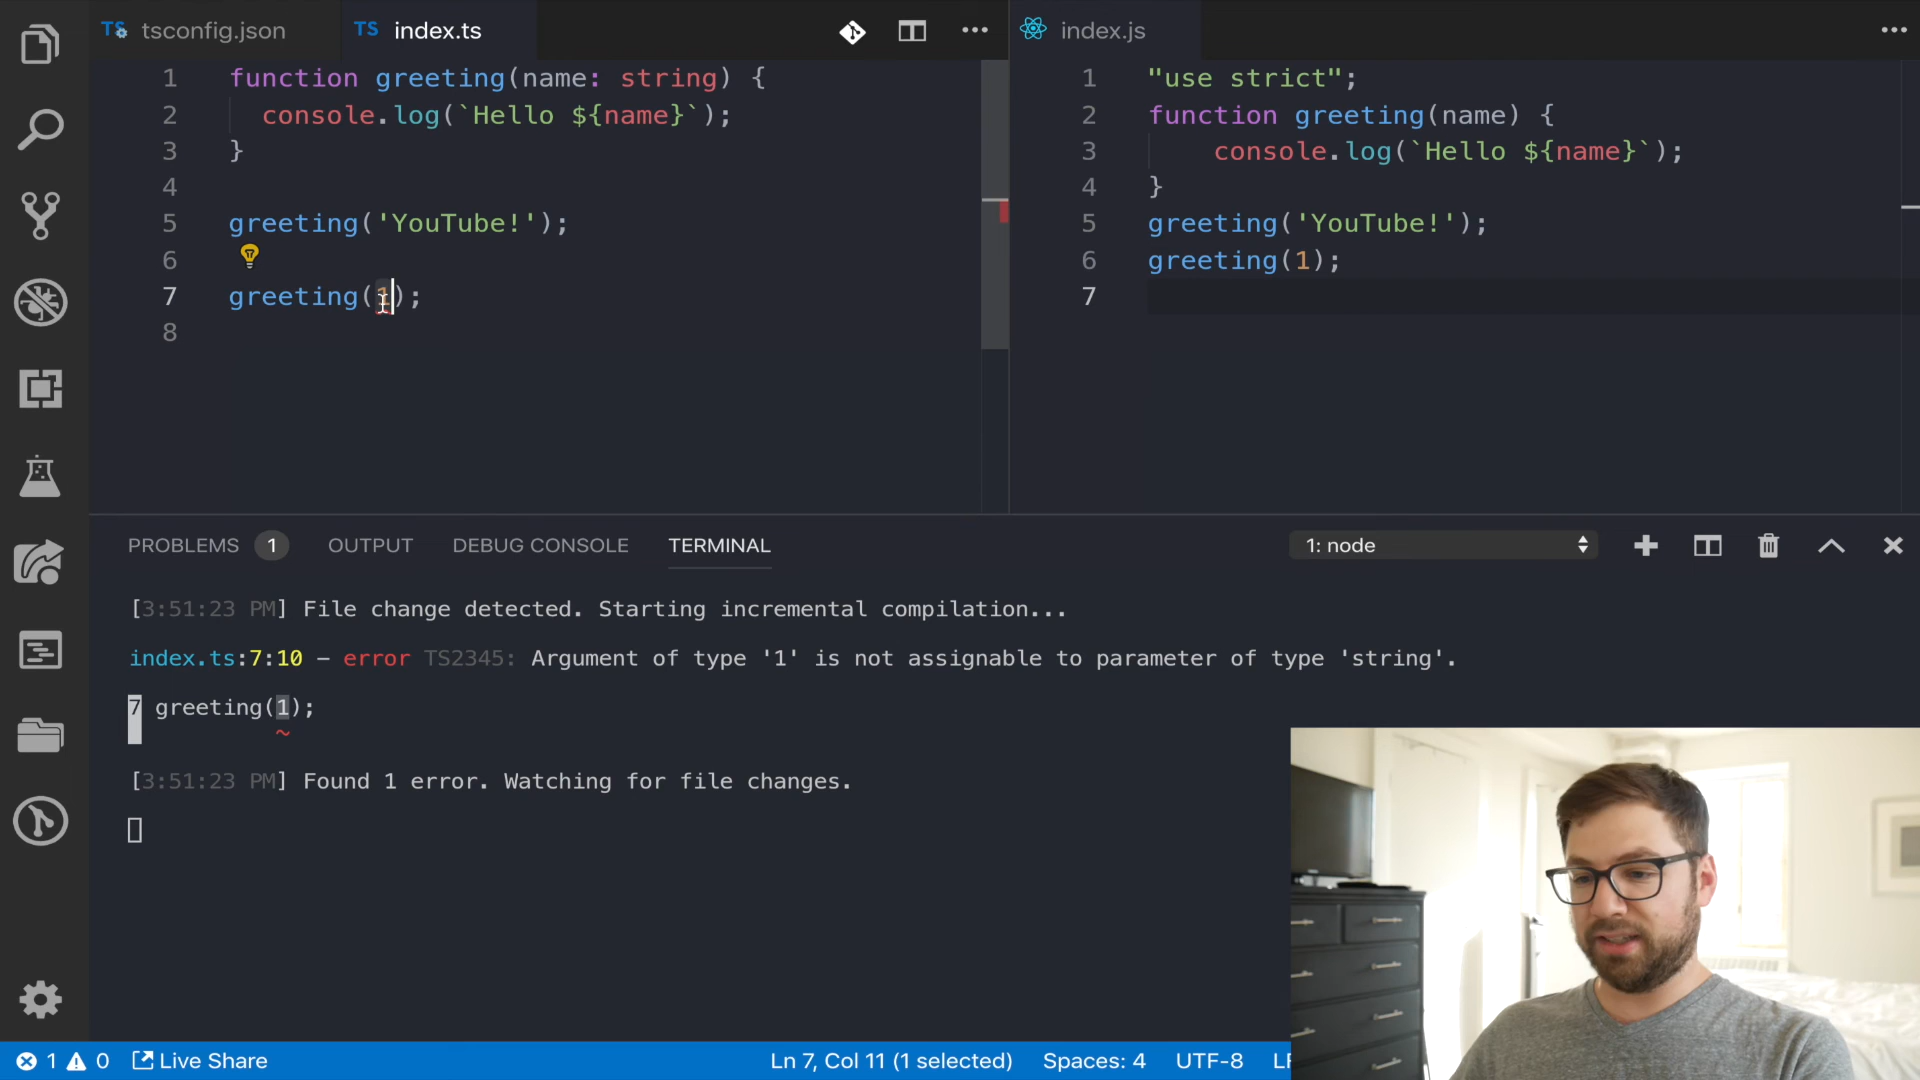 TS tsconfig.json
TS index.ts
index.js
1 function greeting(name: string) {
2 console.log(`Hello ${name}`);
3 }
4
5 greeting('YouTube!');
6
7 greeting(1);
8
1 "use strict";
2 function greeting(name) {
3 console.log(`Hello ${name}`);
4 }
5 greeting('YouTube!');
6 greeting(1);
7
PROBLEMS 1 OUTPUT DEBUG CONSOLE TERMINAL 1: node
[3:51:23 PM] File change detected. Starting incremental compilation...
index.ts:7:10 – error TS2345: Argument of type '1' is not assignable to parameter of type 'string'.
7 greeting(1);
~
[3:51:23 PM] Found 1 error. Watching for file changes.
1 0 Live Share Ln 7, Col 11 (1 selected) Spaces: 4 UTF-8